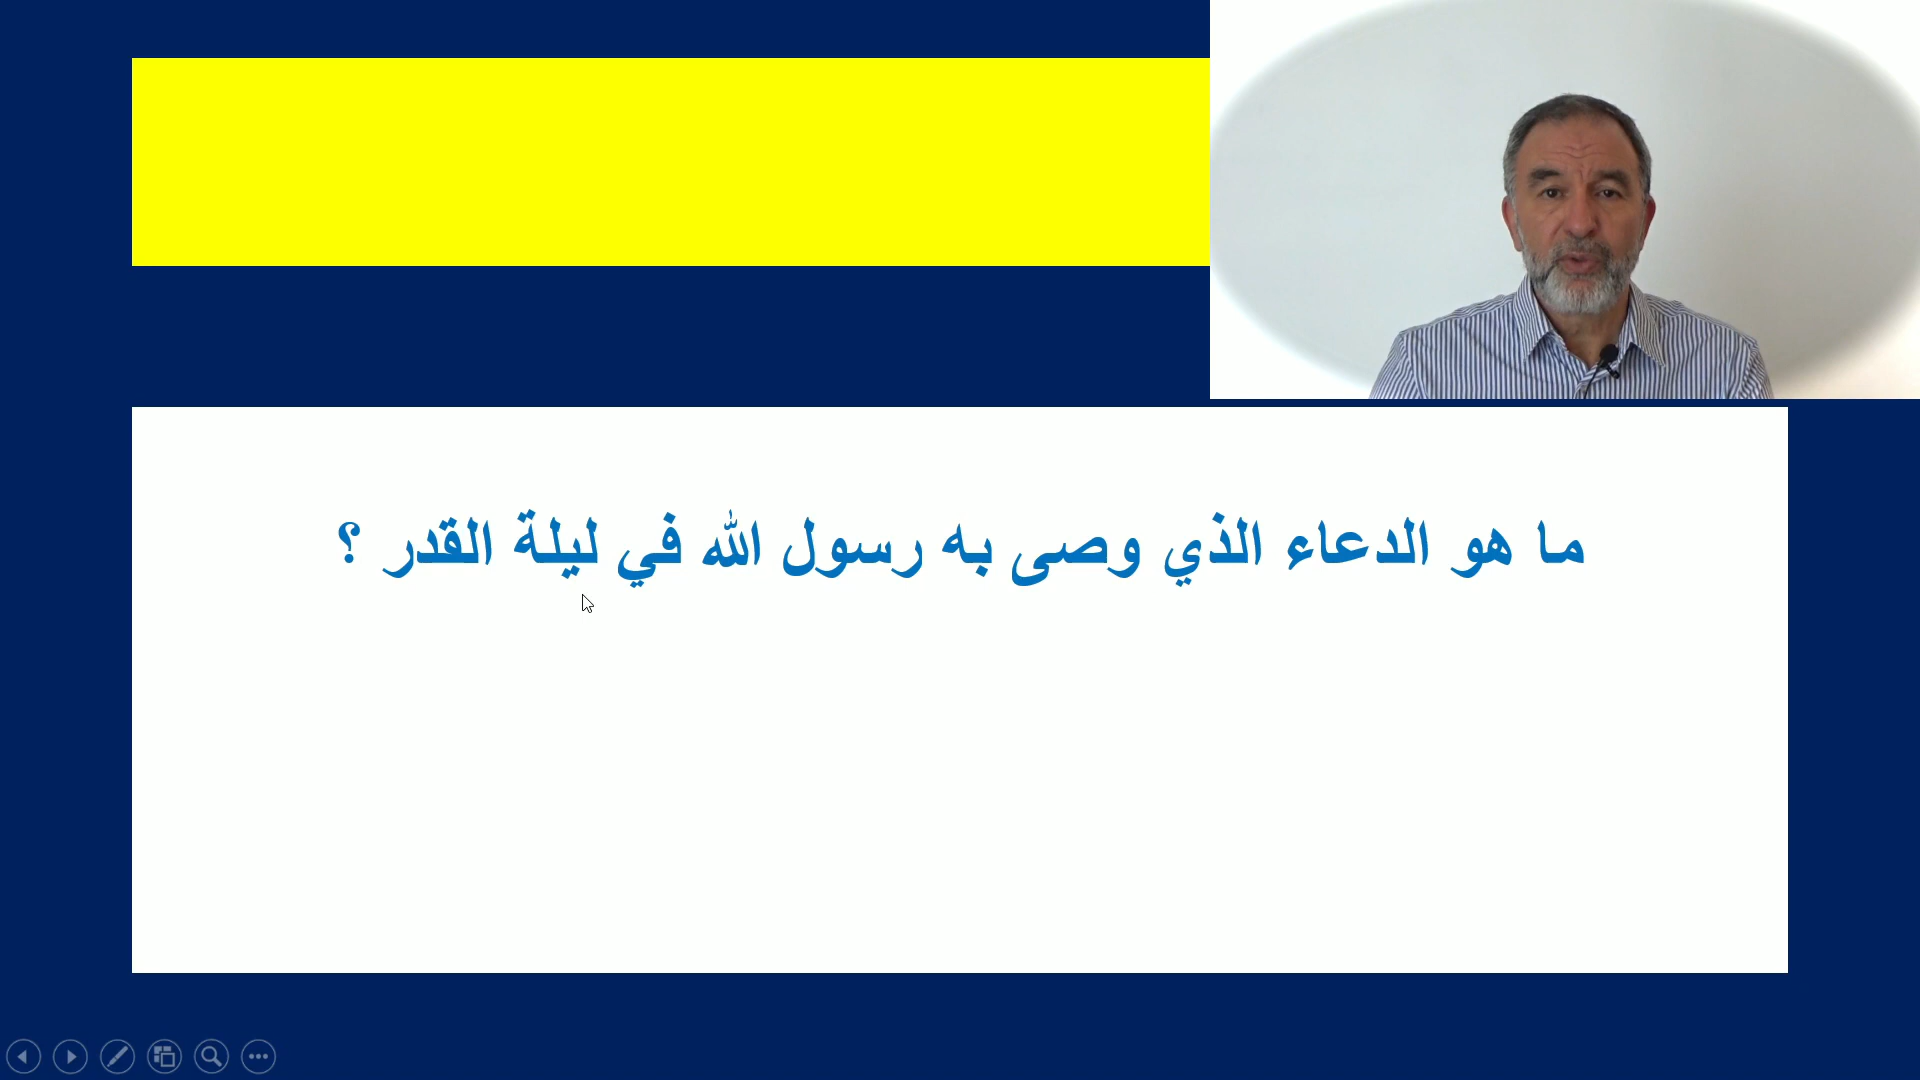 ما هو الدعاء الذي وصى به رسول الله في ليلة القدر ؟